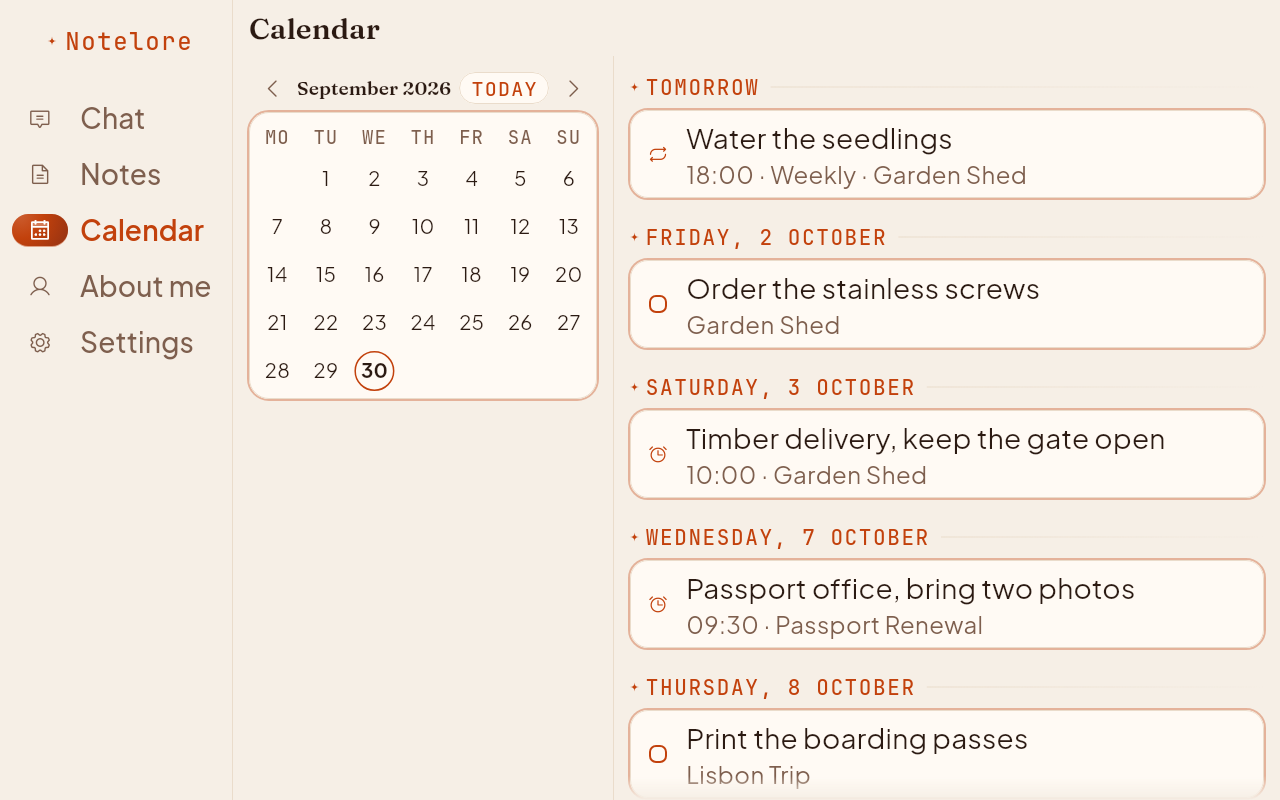 Notelore
Chat
Notes
Calendar
About me
Settings
Calendar
September 2026 TODAY
MO TU WE TH FR SA SU
1 2 3 4 5 6
7 8 9 10 11 12 13
14 15 16 17 18 19 20
21 22 23 24 25 26 27
28 29 30
TOMORROW
Water the seedlings
18:00 · Weekly · Garden Shed
FRIDAY, 2 OCTOBER
Order the stainless screws
Garden Shed
SATURDAY, 3 OCTOBER
Timber delivery, keep the gate open
10:00 · Garden Shed
WEDNESDAY, 7 OCTOBER
Passport office, bring two photos
09:30 · Passport Renewal
THURSDAY, 8 OCTOBER
Print the boarding passes
Lisbon Trip